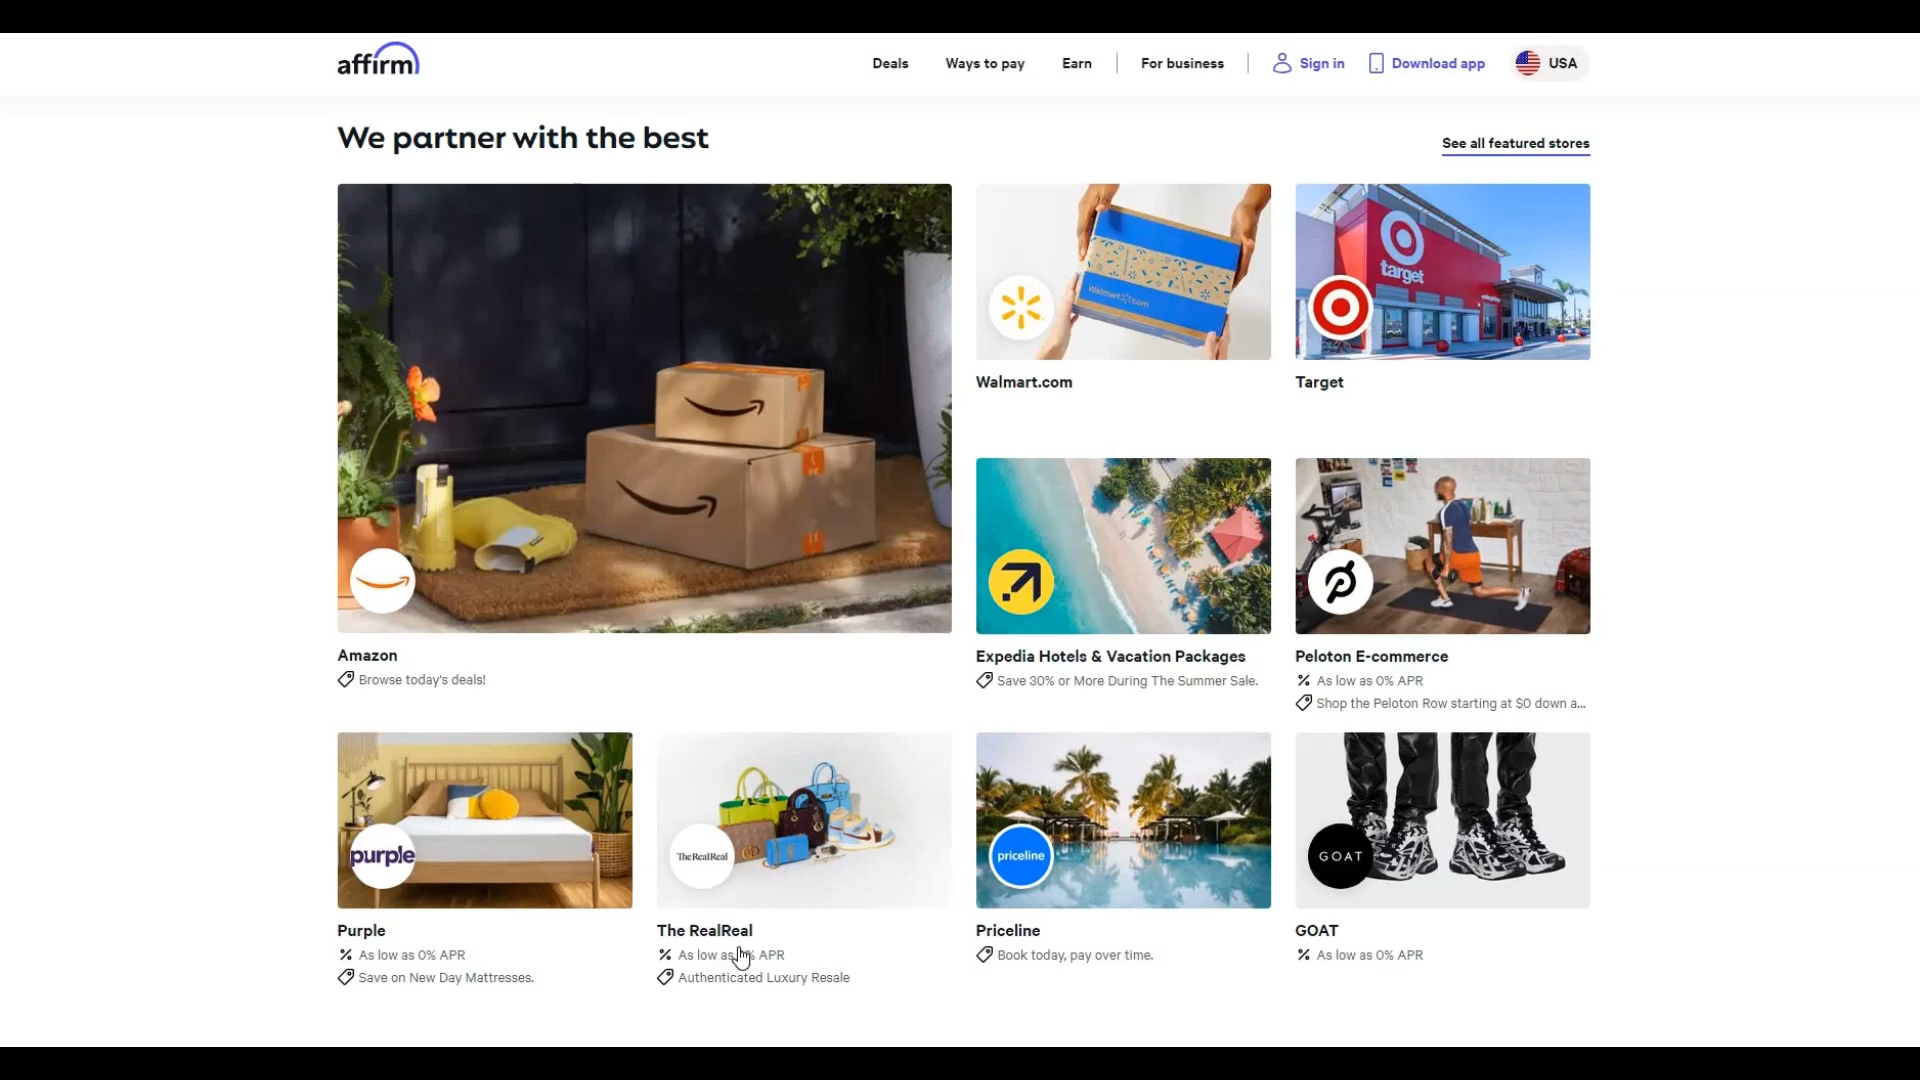 affirm
Deals
Ways to pay
Earn
For business
Sign in
Download app
USA
We partner with the best
See all featured stores
Walmart.com
target
Walmart.com
Target
Amazon
Browse today's deals!
Expedia Hotels & Vacation Packages
Save 30% or More During The Summer Sale.
Peloton E-commerce
As low as 0% APR
Shop the Peloton Row starting at $0 down a...
purple
TheRealReal
priceline
GOAT
Purple
As low as 0% APR
Save on New Day Mattresses.
The RealReal
As low as % APR
Authenticated Luxury Resale
Priceline
Book today, pay over time.
GOAT
As low as 0% APR